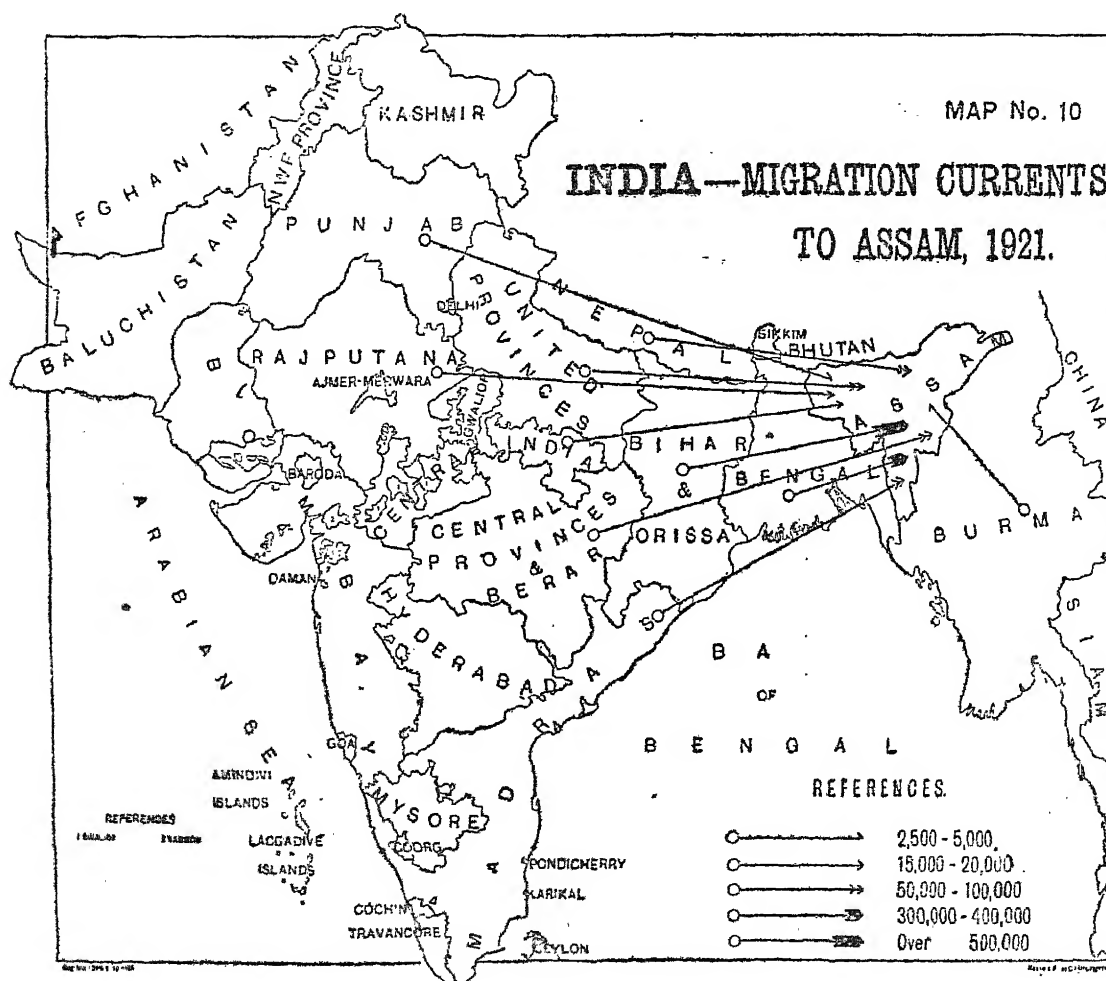 MAP No. 10
INDIA—MIGRATION CURRENTS
TO ASSAM, 1921.
AFGHANISTAN
NWF PROVINCE
KASHMIR
BALUCHISTAN
PUNJAB
DELHI
UNITED
PROVINCES
NEPAL
SIKKIM
BHUTAN
ASSAM
CHINA
RAJPUTANA
AJMER-MERWARA
GWALIOR
CENTRAL INDIA
BIHAR
&
ORISSA
BENGAL
BURMA
SIAM
BARODA
CENTRAL
PROVINCES
&
BERAR
DAMAN
BOMBAY
HYDERABAD
ARABIAN SEA
BA
OF
BENGAL
GOA
MYSORE
COORG
MADRAS
AMINDIVI
ISLANDS
LACCADIVE
ISLANDS
REFERENCES
PONDICHERRY
KARIKAL
COCH'N
TRAVANCORE
CEYLON
REFERENCES.
2,500-5,000.
15,000-20,000
50,000-100,000
300,000-400,000
Over 500,000